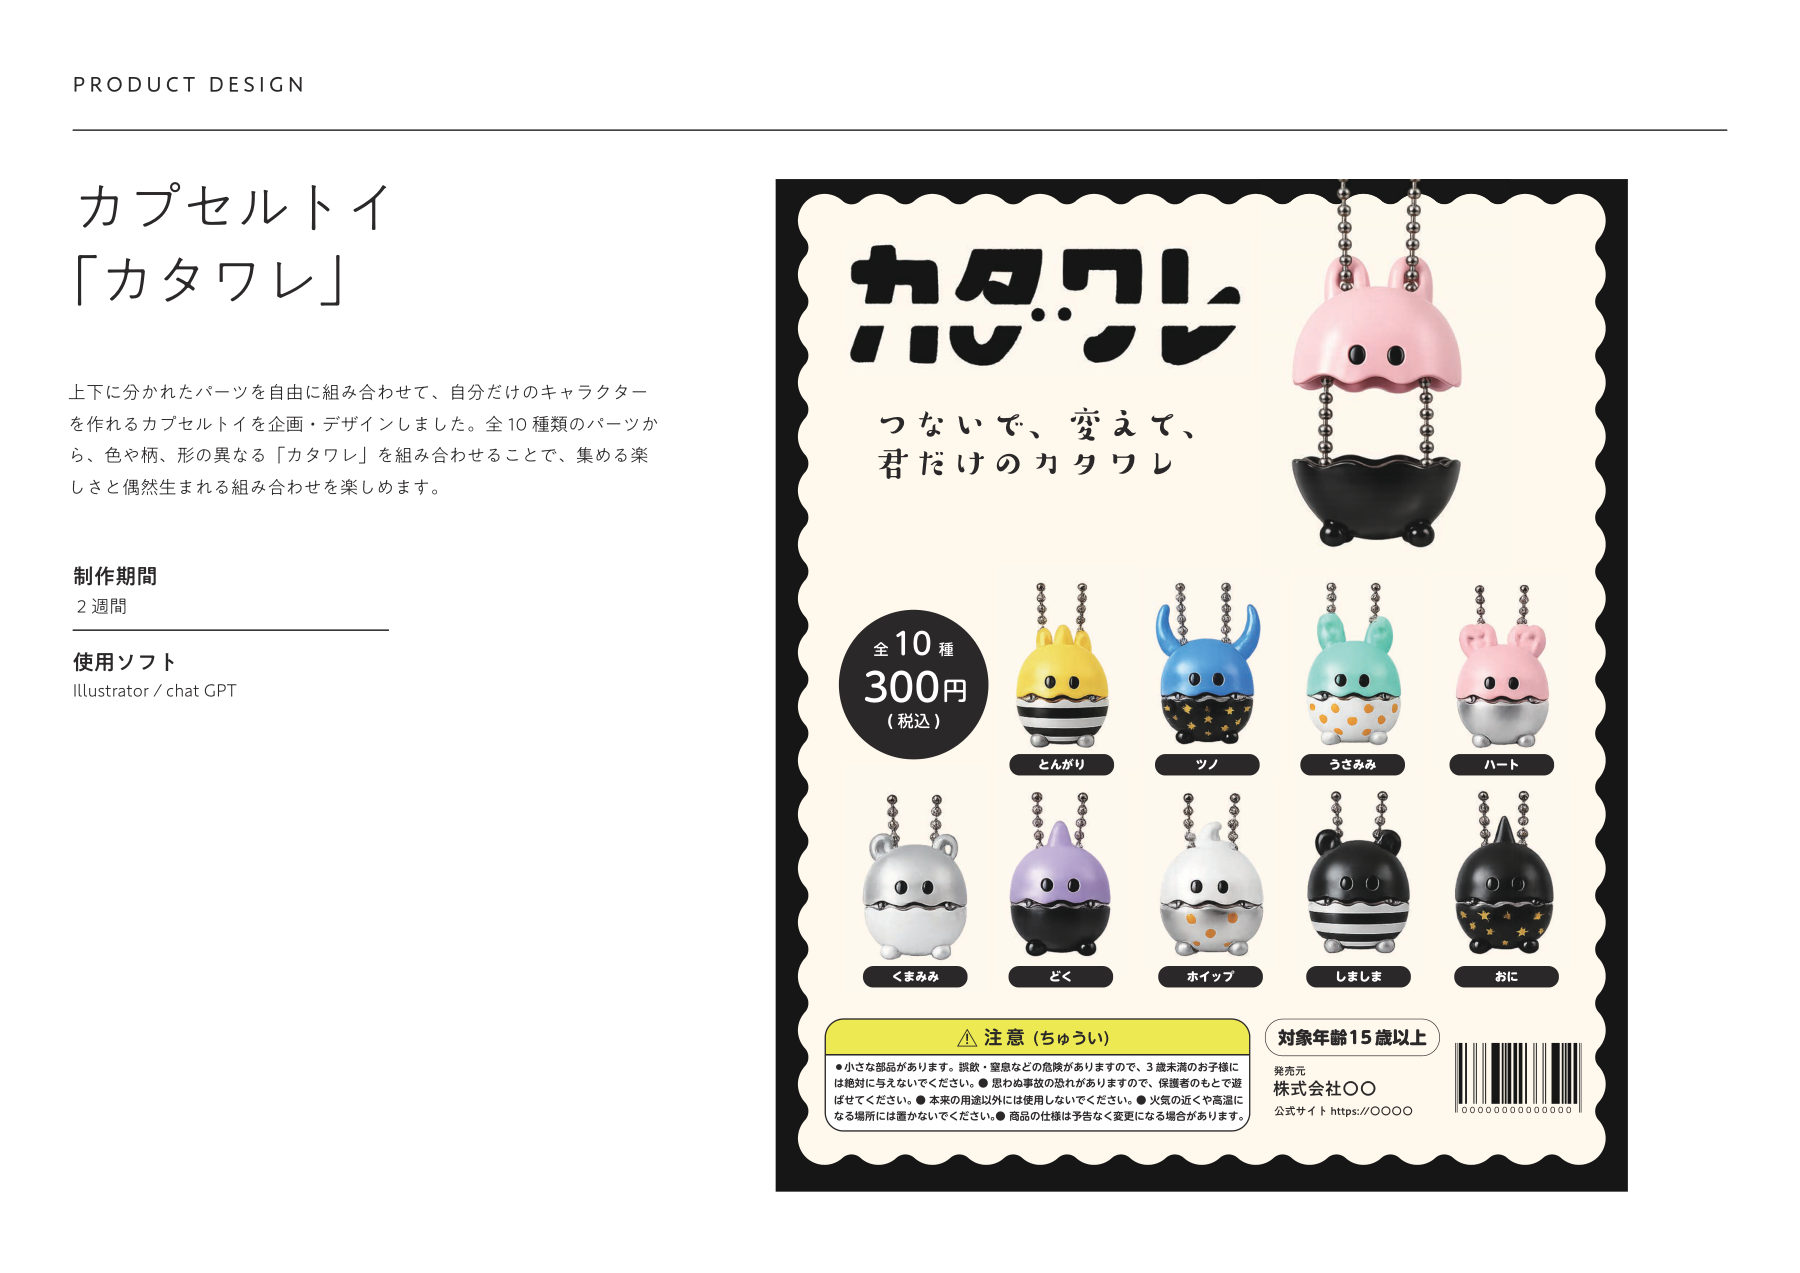 PRODUCT DESIGN
カプセルトイ
「カタワレ」
上下に分かれたパーツを自由に組み合わせて、自分だけのキャラクター
を作れるカプセルトイを企画・デザインしました。全10種類のパーツか
ら、色や柄、形の異なる「カタワレ」を組み合わせることで、集める楽
しさと偶然生まれる組み合わせを楽しめます。
制作期間
2週間
使用ソフト
Illustrator / chat GPT
カタワレ
つないで、変えて、
君だけのカタワレ
全10種
300円
(税込)
とんがり
ツノ
うさみみ
ハート
くまみみ
どく
ホイップ
しましま
おに
⚠ 注意 (ちゅうい)
●小さな部品があります。誤飲・窒息などの危険がありますので、3歳未満のお子様に
は絶対に与えないでください。● 思わぬ事故の恐れがありますので、保護者のもとで遊
ばせてください。● 本来の用途以外には使用しないでください。● 火気の近くや高温に
なる場所には置かないでください。● 商品の仕様は予告なく変更になる場合があります。
対象年齢15歳以上
発売元
株式会社〇〇
公式サイト https://〇〇〇〇
00000000000000